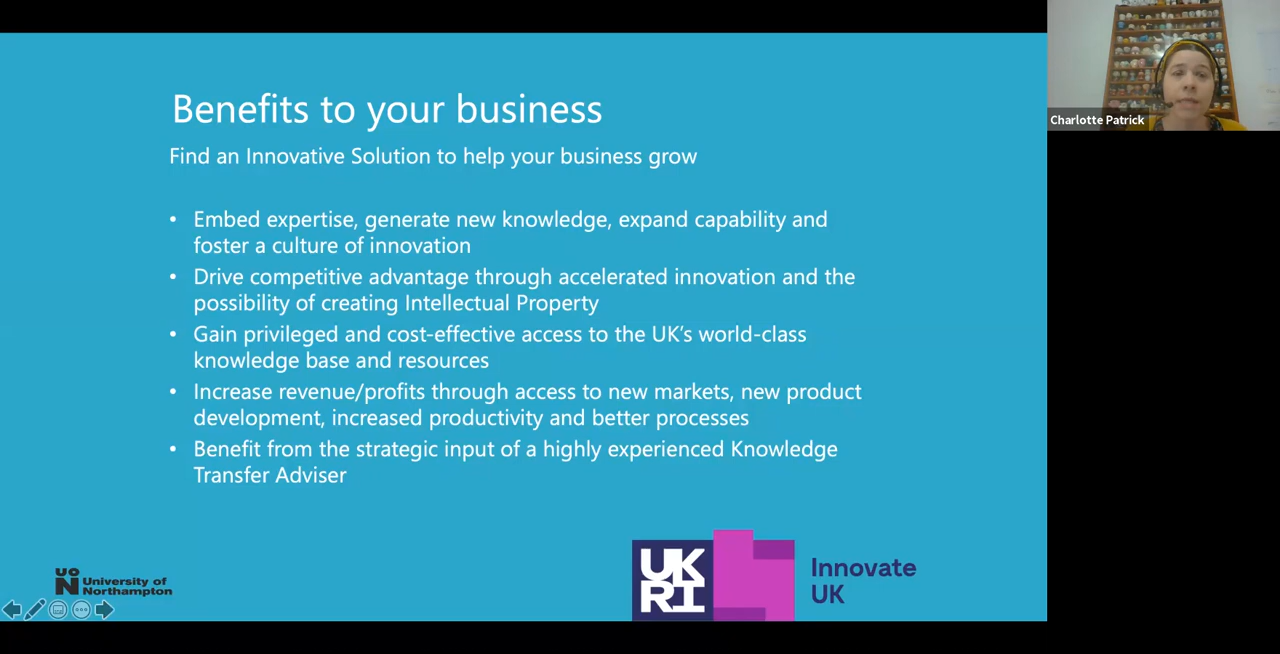 Benefits to your business
Find an Innovative Solution to help your business grow
• Embed expertise, generate new knowledge, expand capability and
foster a culture of innovation
• Drive competitive advantage through accelerated innovation and the
possibility of creating Intellectual Property
• Gain privileged and cost-effective access to the UK’s world-class
knowledge base and resources
• Increase revenue/profits through access to new markets, new product
development, increased productivity and better processes
• Benefit from the strategic input of a highly experienced Knowledge
Transfer Adviser
UON
University of
Northampton
UK
RI
Innovate
UK
Charlotte Patrick